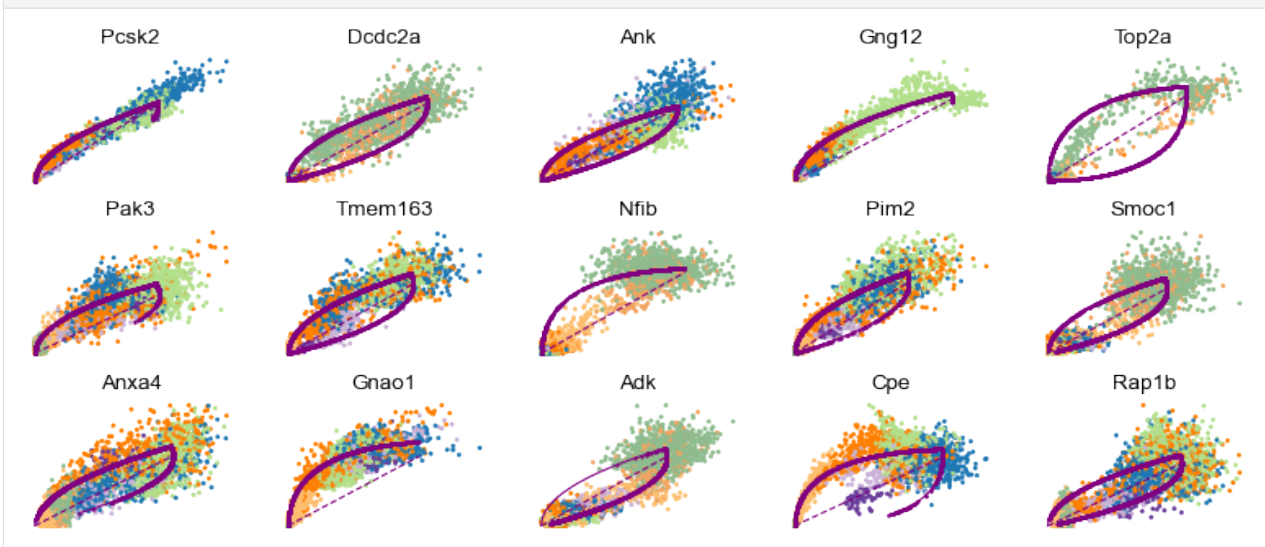 Pcsk2 Dcdc2a Ank Gng12 Top2a
Pak3 Tmem163 Nfib Pim2 Smoc1
Anxa4 Gnao1 Adk Cpe Rap1b